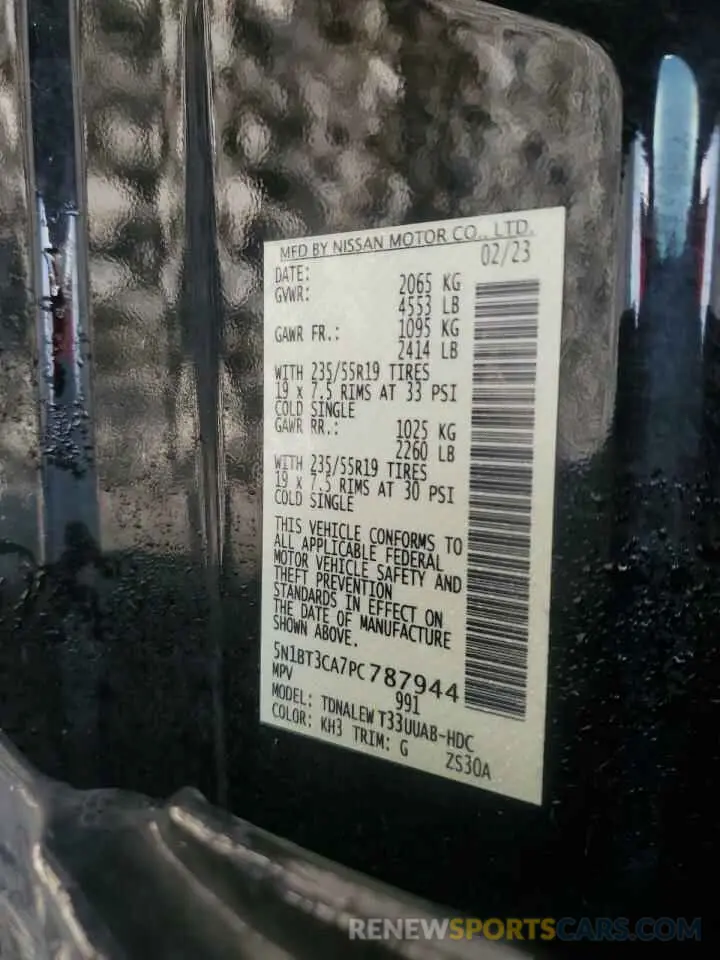 MFD BY NISSAN MOTOR CO., LTD.
DATE: 02/23
GVWR: 2065 KG
4553 LB
GAWR FR.: 1095 KG
2414 LB
WITH 235/55R19 TIRES
19 x 7.5 RIMS AT 33 PSI
COLD SINGLE
GAWR RR.: 1025 KG
2260 LB
WITH 235/55R19 TIRES
19 x 7.5 RIMS AT 30 PSI
COLD SINGLE
THIS VEHICLE CONFORMS TO
ALL APPLICABLE FEDERAL
MOTOR VEHICLE SAFETY AND
THEFT PREVENTION
STANDARDS IN EFFECT ON
THE DATE OF MANUFACTURE
SHOWN ABOVE.
5N1BT3CA7PC787944
MPV 991
MODEL: TDNALEW T33UUAB-HDC
COLOR: KH3 TRIM: G ZS30A
RENEWSPORTSCARS.COM